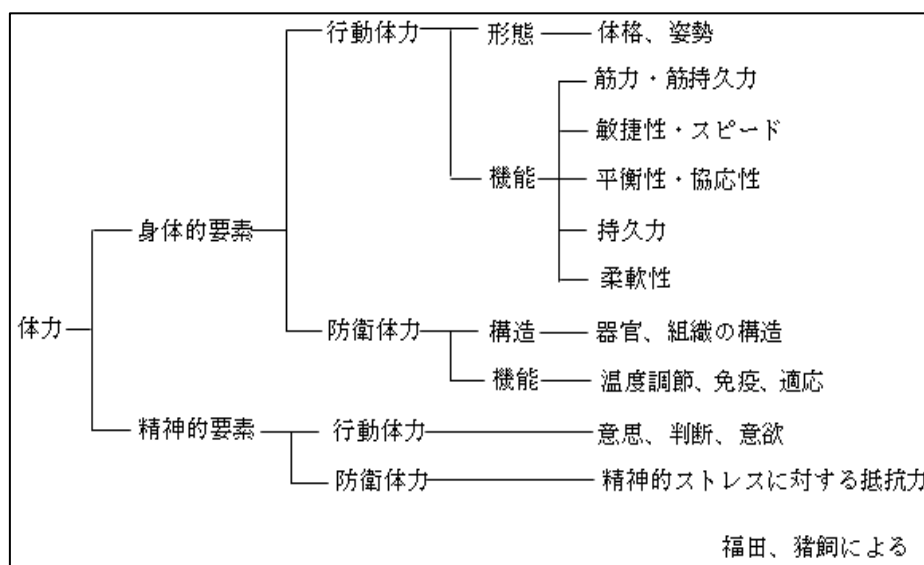 行動体力 形態 体格、姿勢
筋力・筋持久力
敏捷性・スピード
機能 平衡性・協応性
身体的要素 持久力
柔軟性
体力 防衛体力 構造 器官、組織の構造
機能 温度調節、免疫、適応
精神的要素 行動体力 意思、判断、意欲
防衛体力 精神的ストレスに対する抵抗力
福田、猪飼による